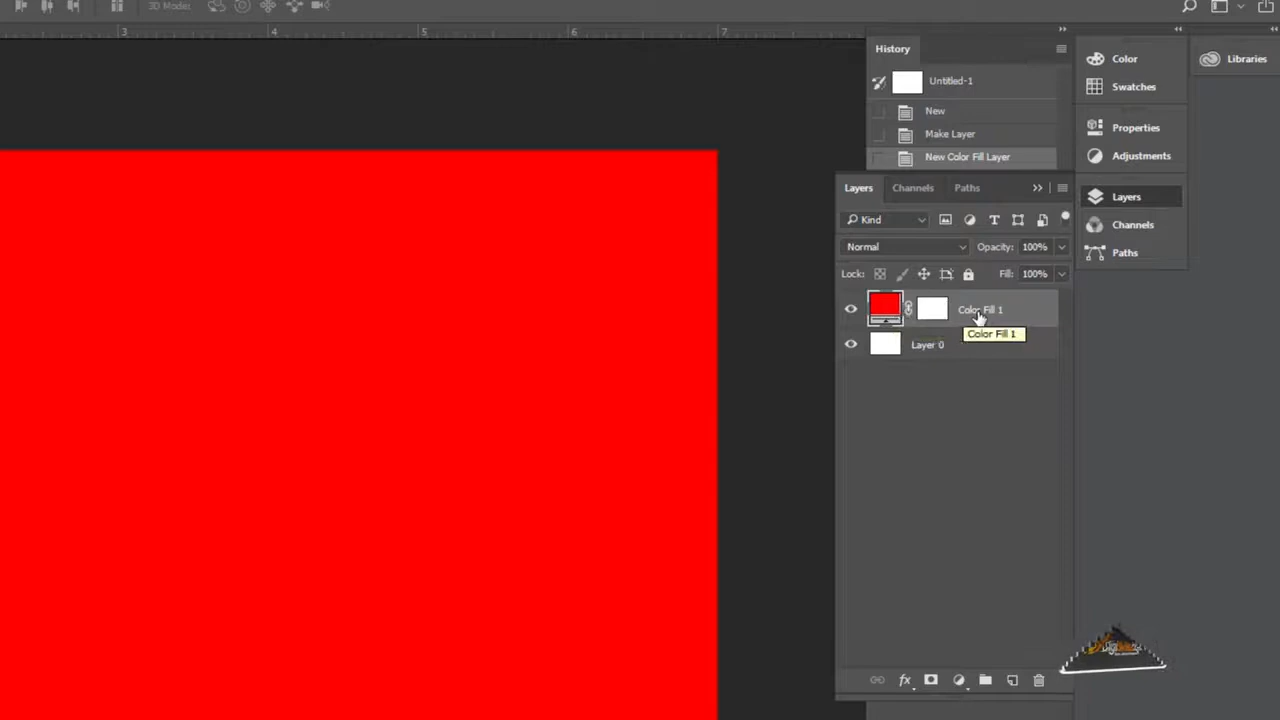 3D Mode:
3 4 5 6 7
History
Untitled-1
New
Make Layer
New Color Fill Layer
Layers Channels Paths
Kind
Normal Opacity: 100%
Lock: Fill: 100%
Color Fill 1
Color Fill 1
Layer 0
fx
Color
Swatches
Properties
Adjustments
Layers
Channels
Paths
Libraries